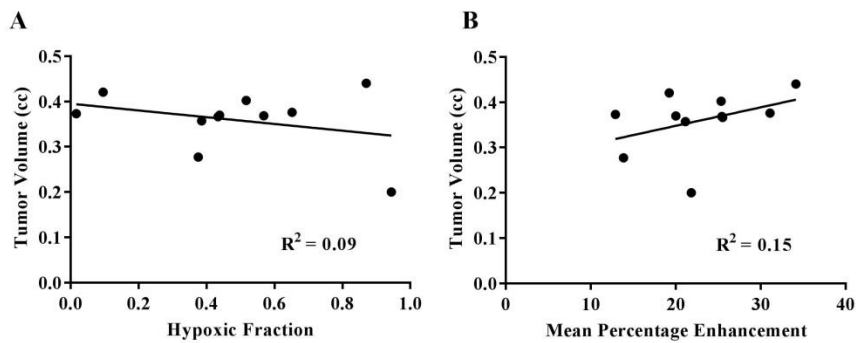 A
Tumor Volume (cc)
0.5
0.4
0.3
0.2
0.1
0.0
R² = 0.09
0.0 0.2 0.4 0.6 0.8 1.0
Hypoxic Fraction
B
Tumor Volume (cc)
0.5
0.4
0.3
0.2
0.1
0.0
R² = 0.15
0 10 20 30 40
Mean Percentage Enhancement